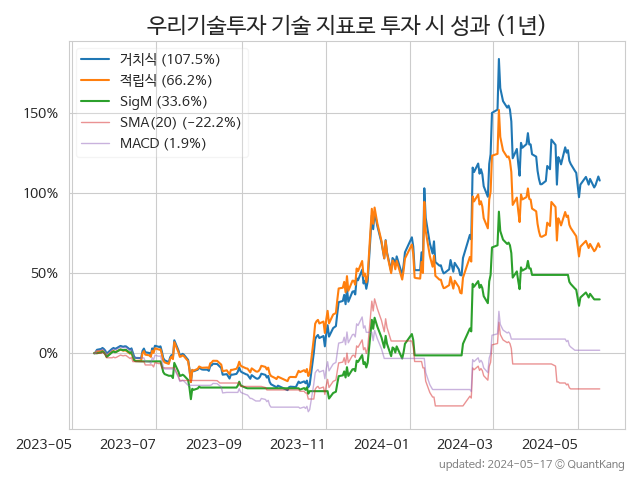 우리기술투자 기술 지표로 투자 시 성과 (1년)
거치식 (107.5%)
적립식 (66.2%)
SigM (33.6%)
SMA(20) (-22.2%)
MACD (1.9%)
150%
100%
50%
0%
2023-05 2023-07 2023-09 2023-11 2024-01 2024-03 2024-05
updated: 2024-05-17 © QuantKang